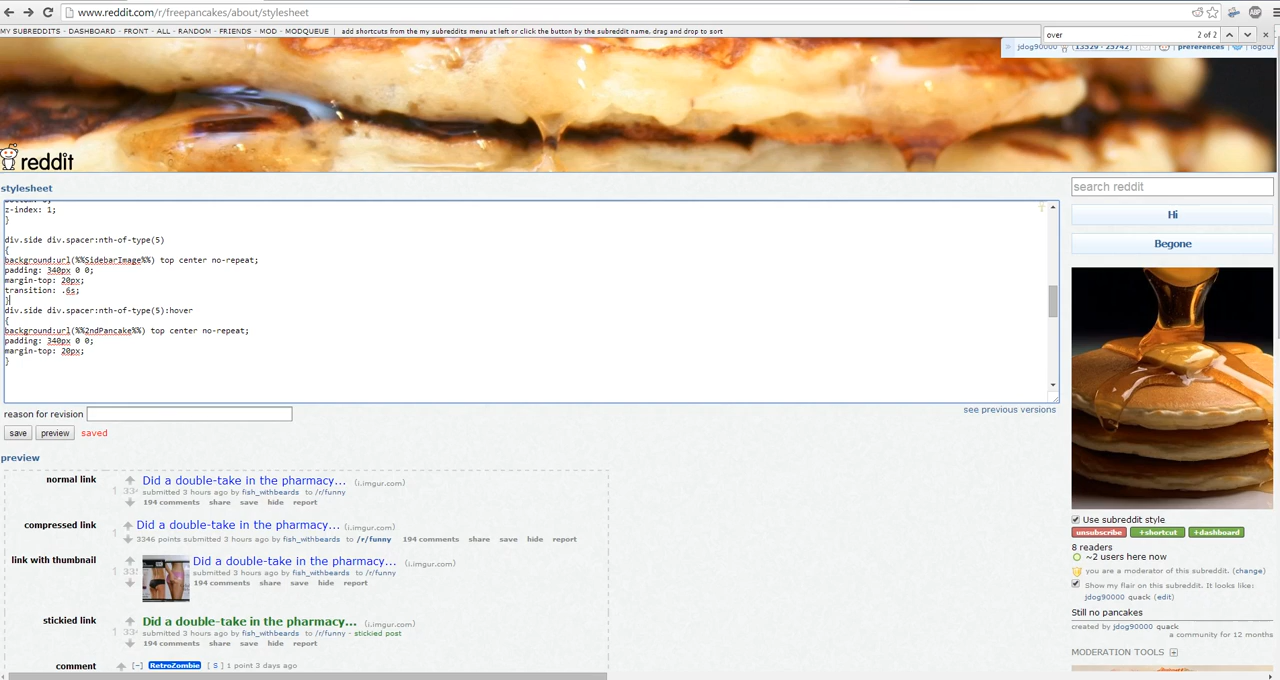 www.reddit.com/r/freepancakes/about/stylesheet
MY SUBREDDITS - DASHBOARD - FRONT - ALL - RANDOM - FRIENDS - MOD - MODQUEUE | add shortcuts from the my subreddits menu at left or click the button by the subreddit name, drag and drop to sort
over 2 of 2
» jdog90000 (13529 · 25742) | preferences | logout
reddit
stylesheet
z-index: 1;
}
div.side div.spacer:nth-of-type(5)
{
background:url(%%SidebarImage%%) top center no-repeat;
padding: 340px 0 0;
margin-top: 20px;
transition: .6s;
}
div.side div.spacer:nth-of-type(5):hover
{
background:url(%%2ndPancake%%) top center no-repeat;
padding: 340px 0 0;
margin-top: 20px;
}
see previous versions
reason for revision
save preview saved
preview
normal link
1 Did a double-take in the pharmacy... (i.imgur.com)
submitted 3 hours ago by fish_withbeards to /r/funny
194 comments share save hide report
compressed link
1 Did a double-take in the pharmacy... (i.imgur.com)
3346 points submitted 3 hours ago by fish_withbeards to /r/funny 194 comments share save hide report
link with thumbnail
1 Did a double-take in the pharmacy... (i.imgur.com)
submitted 3 hours ago by fish_withbeards to /r/funny
194 comments share save hide report
stickied link
1 Did a double-take in the pharmacy... (i.imgur.com)
submitted 3 hours ago by fish_withbeards to /r/funny - stickied post
194 comments share save hide report
comment
[–] RetroZombie [ S ] 1 point 3 days ago
search reddit
Hi
Begone
Use subreddit style
unsubscribe +shortcut +dashboard
8 readers
~2 users here now
you are a moderator of this subreddit. (change)
Show my flair on this subreddit. It looks like:
jdog90000 quack (edit)
Still no pancakes
created by jdog90000 quack
a community for 12 months
MODERATION TOOLS